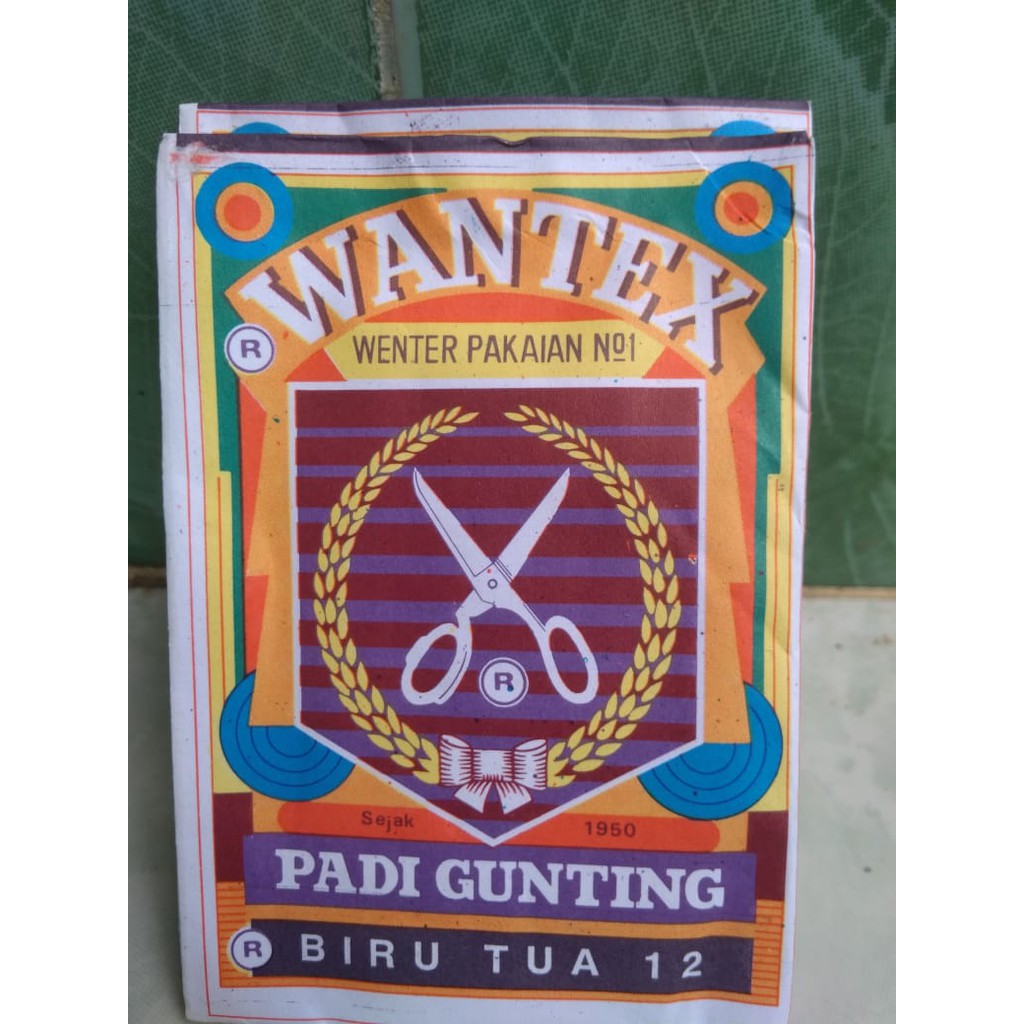 WANTEX
®
WENTER PAKAIAN Nº1
®
Sejak 1950
PADI GUNTING
® BIRU TUA 12